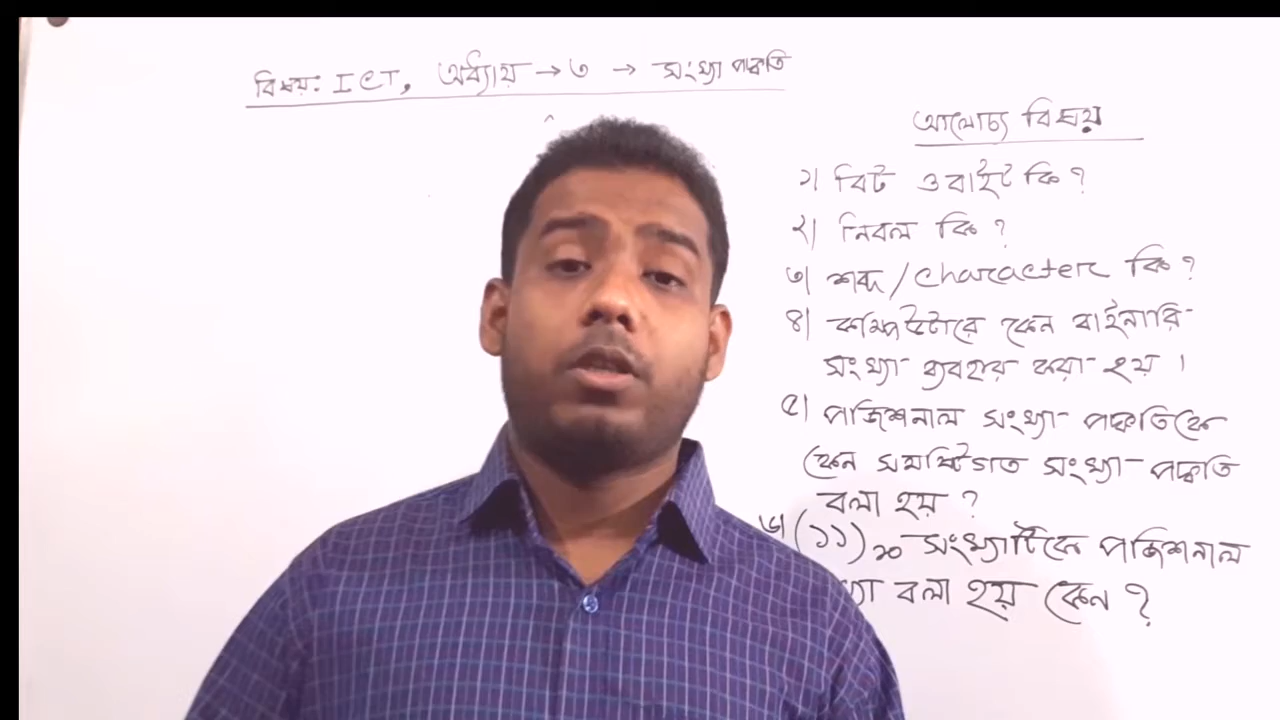 বিষয়: ICT, অধ্যায় → ৩ → সংখ্যা পদ্ধতি
আলোচ্য বিষয়
১। বিট ও বাইট কি ?
২। নিবল কি ?
৩। শব্দ / character কি ?
৪। কম্পিউটারে কেন বাইনারি
সংখ্যা ব্যবহার করা হয় ।
৫। পজিশনাল সংখ্যা পদ্ধতিকে
কেন সমষ্টিগত সংখ্যা পদ্ধতি
বলা হয় ?
৬। (১১)১০ সংখ্যাটিকে পজিশনাল
বলা হয় কেন ?